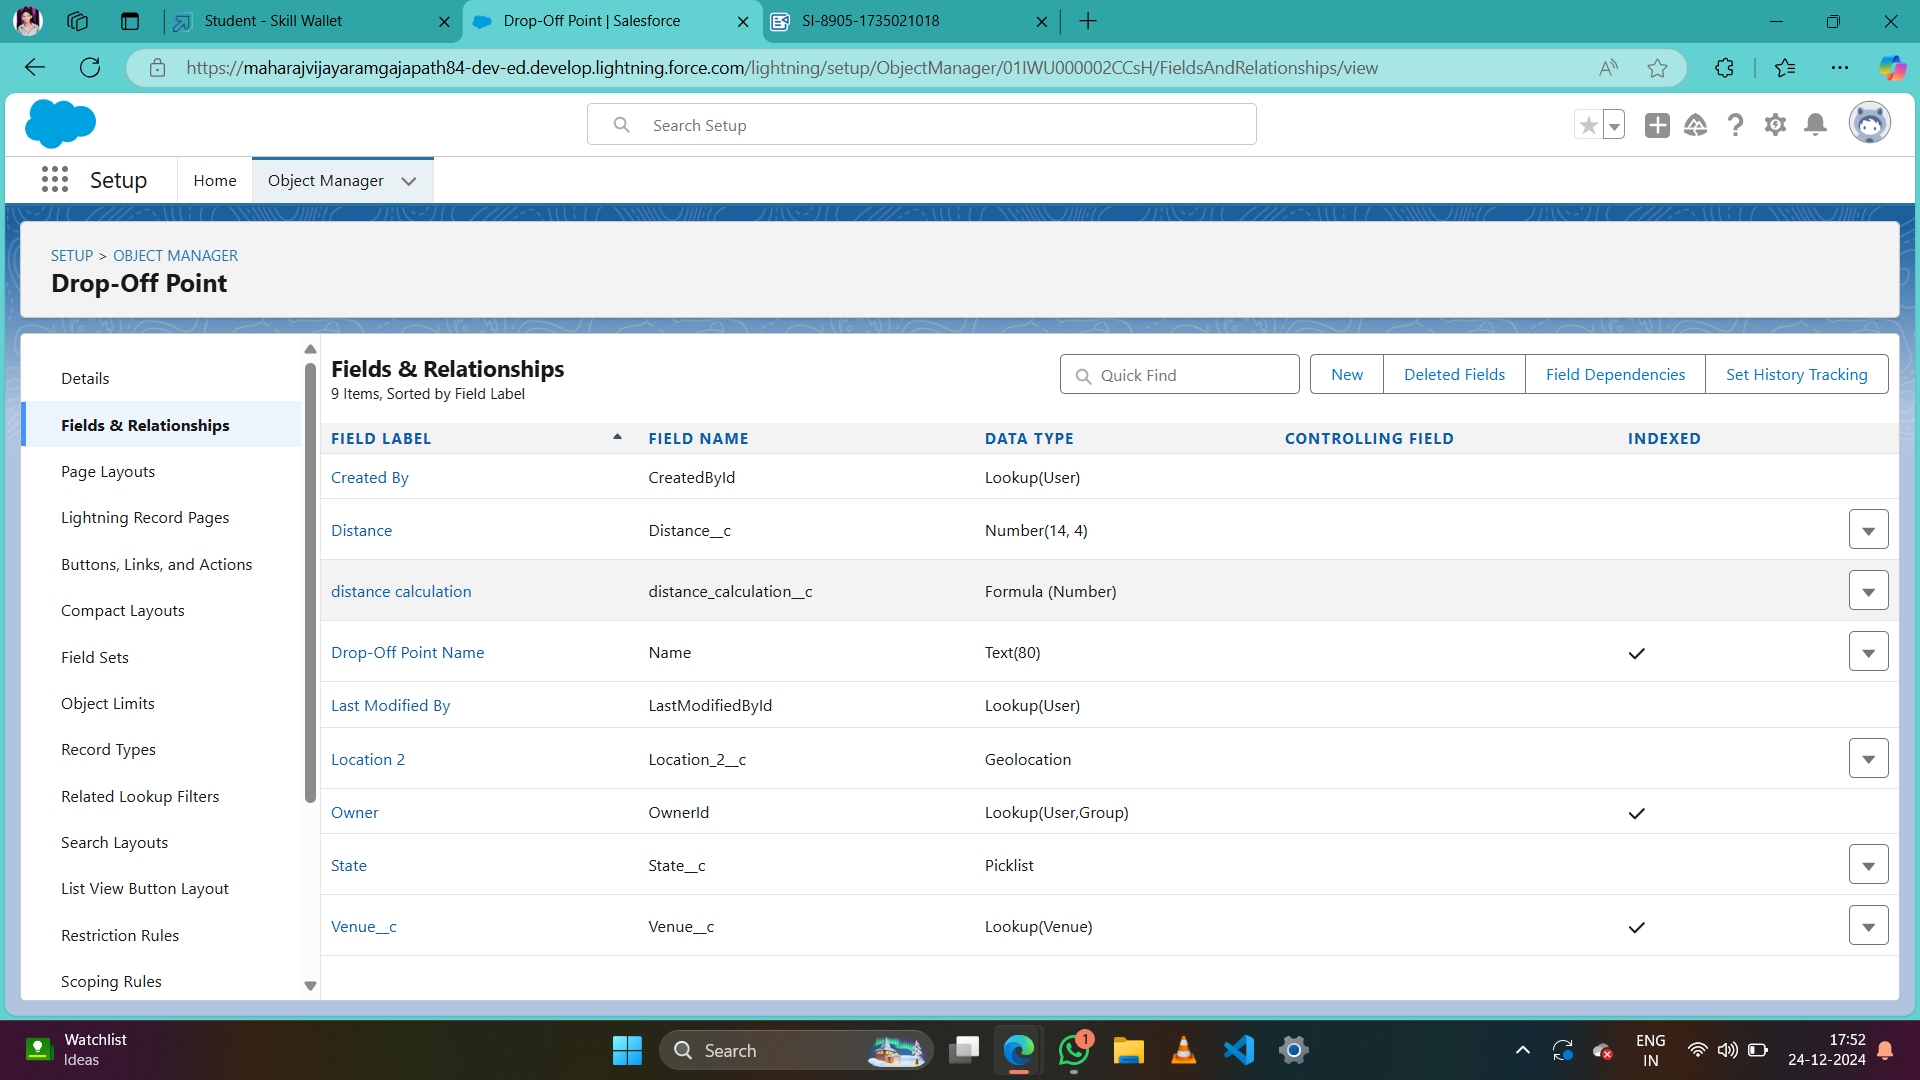 Student - Skill Wallet
Drop-Off Point | Salesforce
SI-8905-1735021018
https://maharajvijayaramgajapath84-dev-ed.develop.lightning.force.com/lightning/setup/ObjectManager/01IWU000002CCsH/FieldsAndRelationships/view
Search Setup
Setup
Home
Object Manager
SETUP > OBJECT MANAGER
Drop-Off Point
Details
Fields & Relationships
Page Layouts
Lightning Record Pages
Buttons, Links, and Actions
Compact Layouts
Field Sets
Object Limits
Record Types
Related Lookup Filters
Search Layouts
List View Button Layout
Restriction Rules
Scoping Rules
Fields & Relationships
9 Items, Sorted by Field Label
Quick Find
New
Deleted Fields
Field Dependencies
Set History Tracking
FIELD LABEL FIELD NAME DATA TYPE CONTROLLING FIELD INDEXED
Created By CreatedById Lookup(User)
Distance Distance__c Number(14, 4)
distance calculation distance_calculation__c Formula (Number)
Drop-Off Point Name Name Text(80)
Last Modified By LastModifiedById Lookup(User)
Location 2 Location_2__c Geolocation
Owner OwnerId Lookup(User,Group)
State State__c Picklist
Venue__c Venue__c Lookup(Venue)
Watchlist
Ideas
Search
1
ENG
IN
17:52
24-12-2024